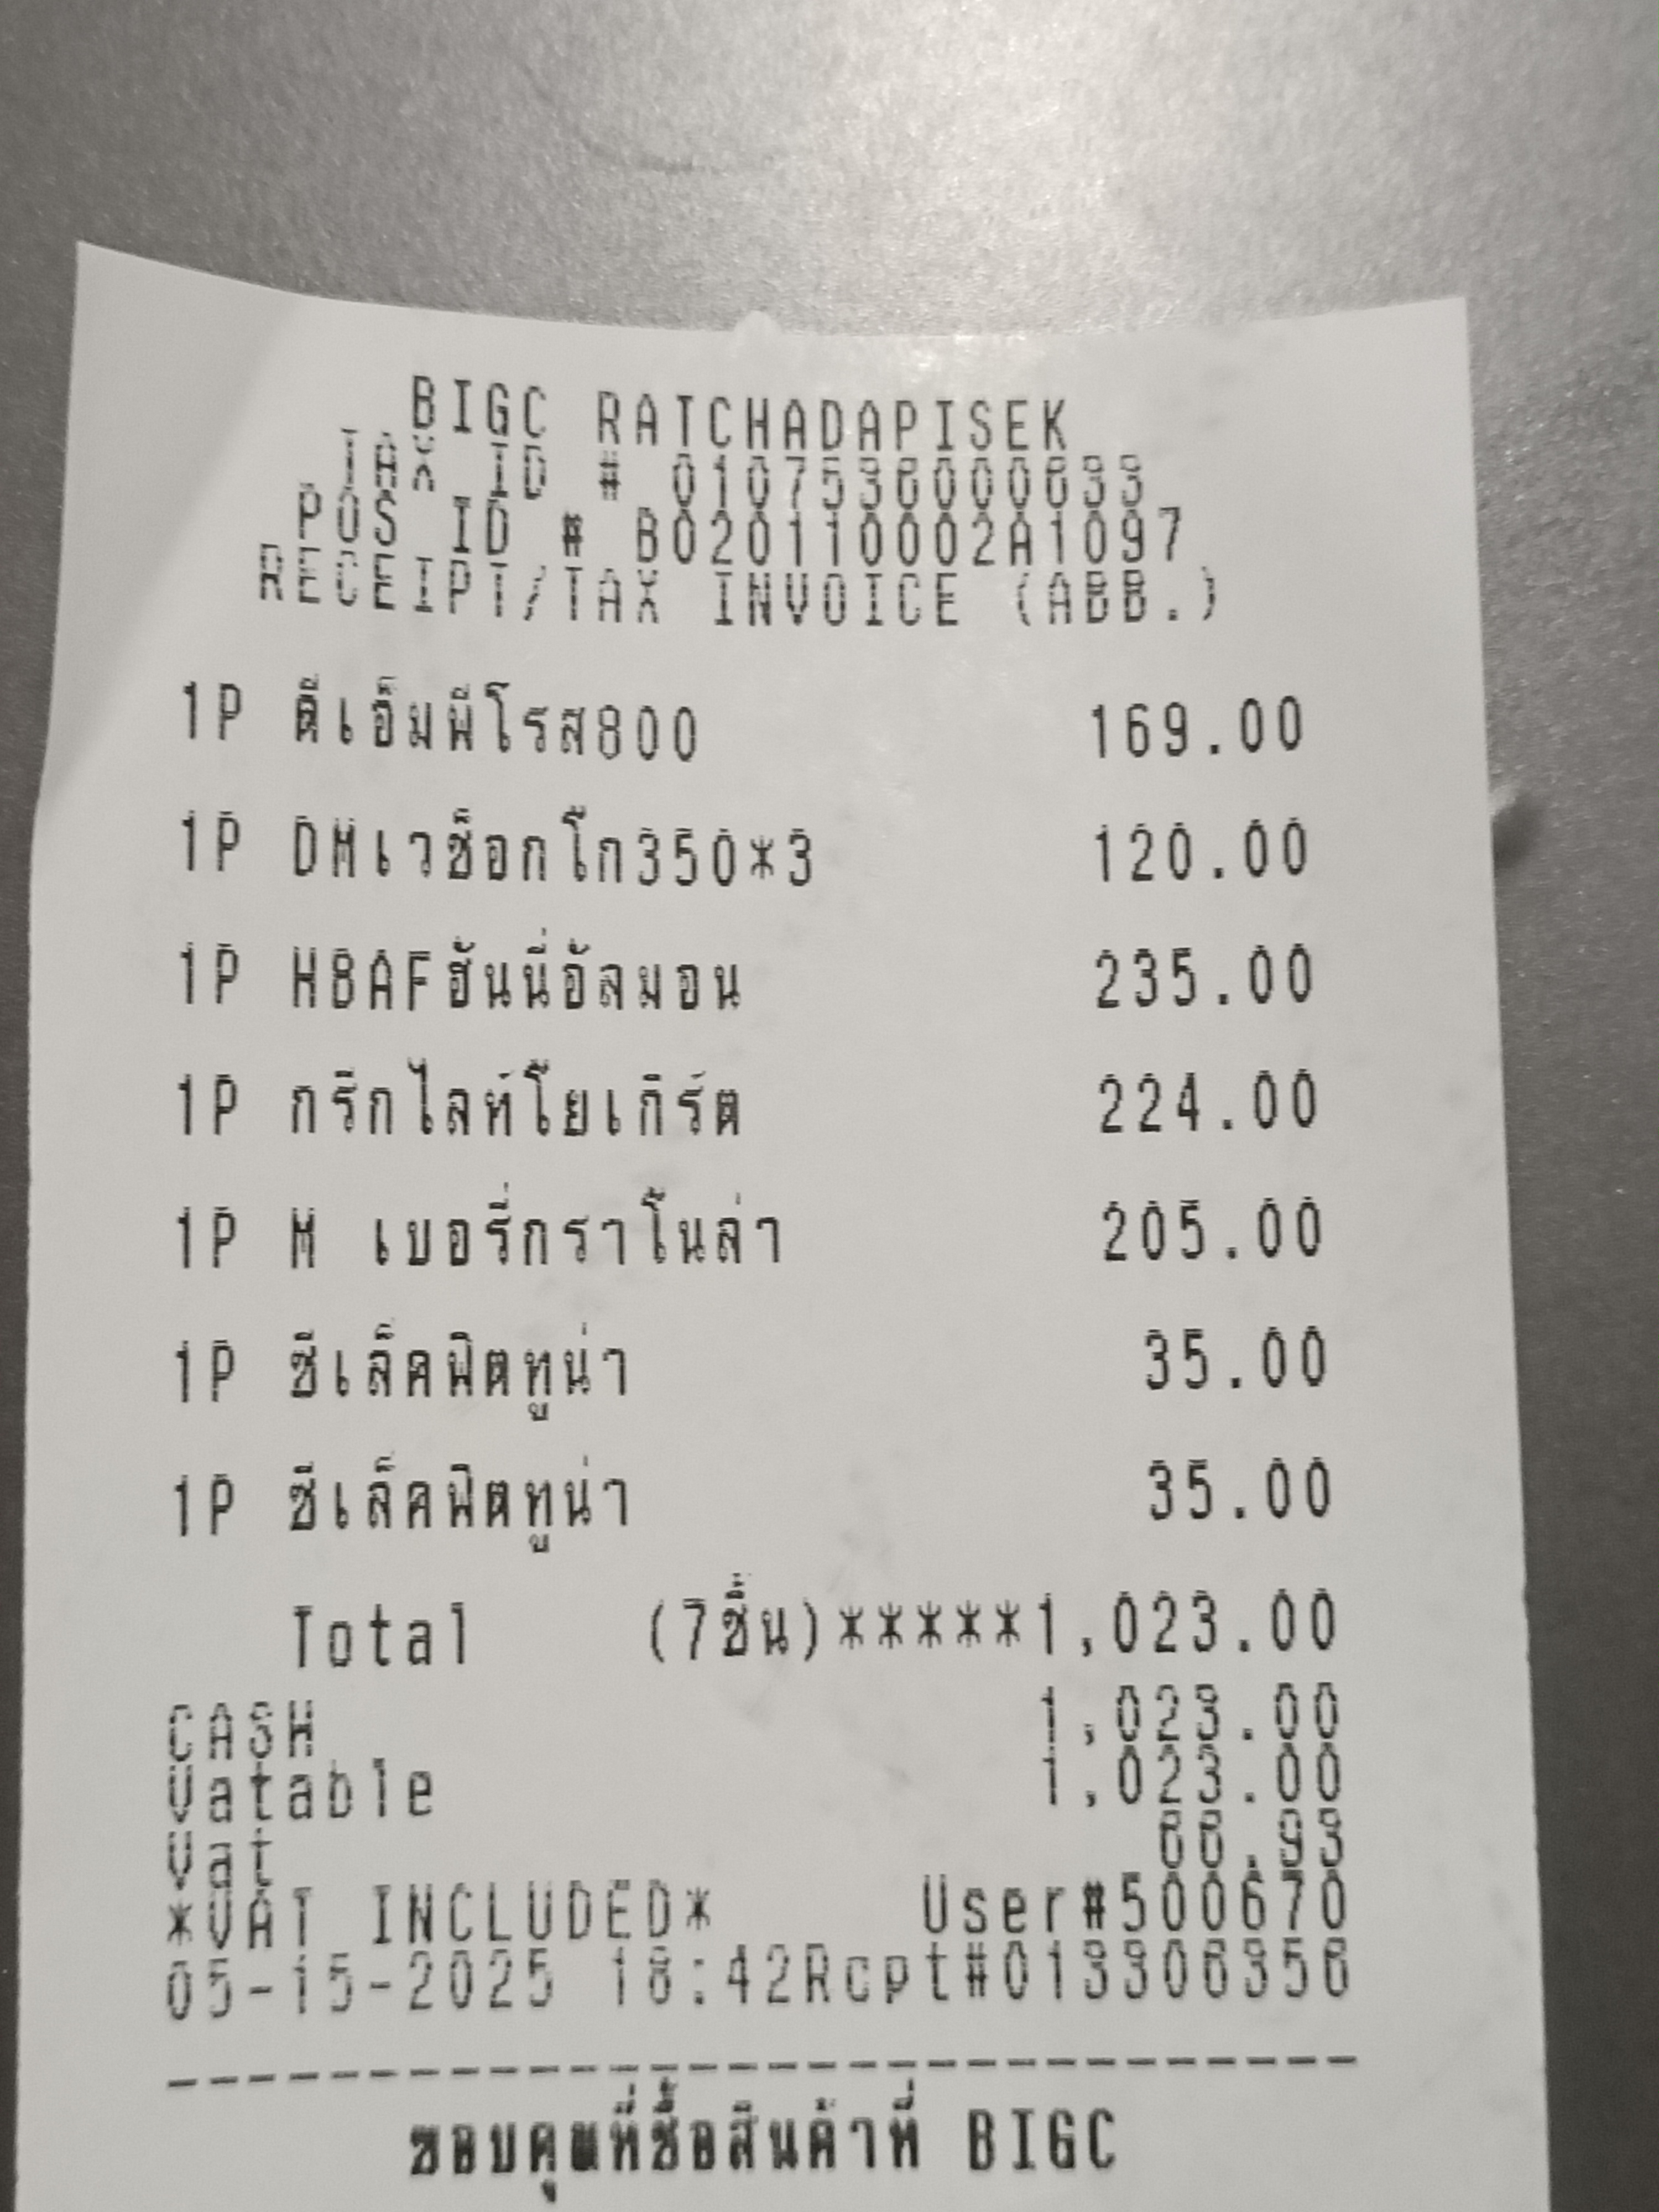 BIGC RATCHADAPISEK
TAX ID # 0107536000633
POS ID # B020110002A1097
RECEIPT/TAX INVOICE (ABB.)
1P ดีเอ็มพีโรส800 169.00
1P DMเวช็อกโก350*3 120.00
1P HBAFฮันนี่อัลมอน 235.00
1P กรีกไลท์โยเกิร์ต 224.00
1P M เบอรี่กราโนล่า 205.00
1P ซีเล็คฟิตทูน่า 35.00
1P ซีเล็คฟิตทูน่า 35.00
Total (7ชิ้น)*****1,023.00
CASH 1,023.00
Vatable 1,023.00
Vat 66.93
*VAT INCLUDED* User#500670
05-15-2025 18:42Rcpt#013306356
ขอบคุณที่ซื้อสินค้าที่ BIGC